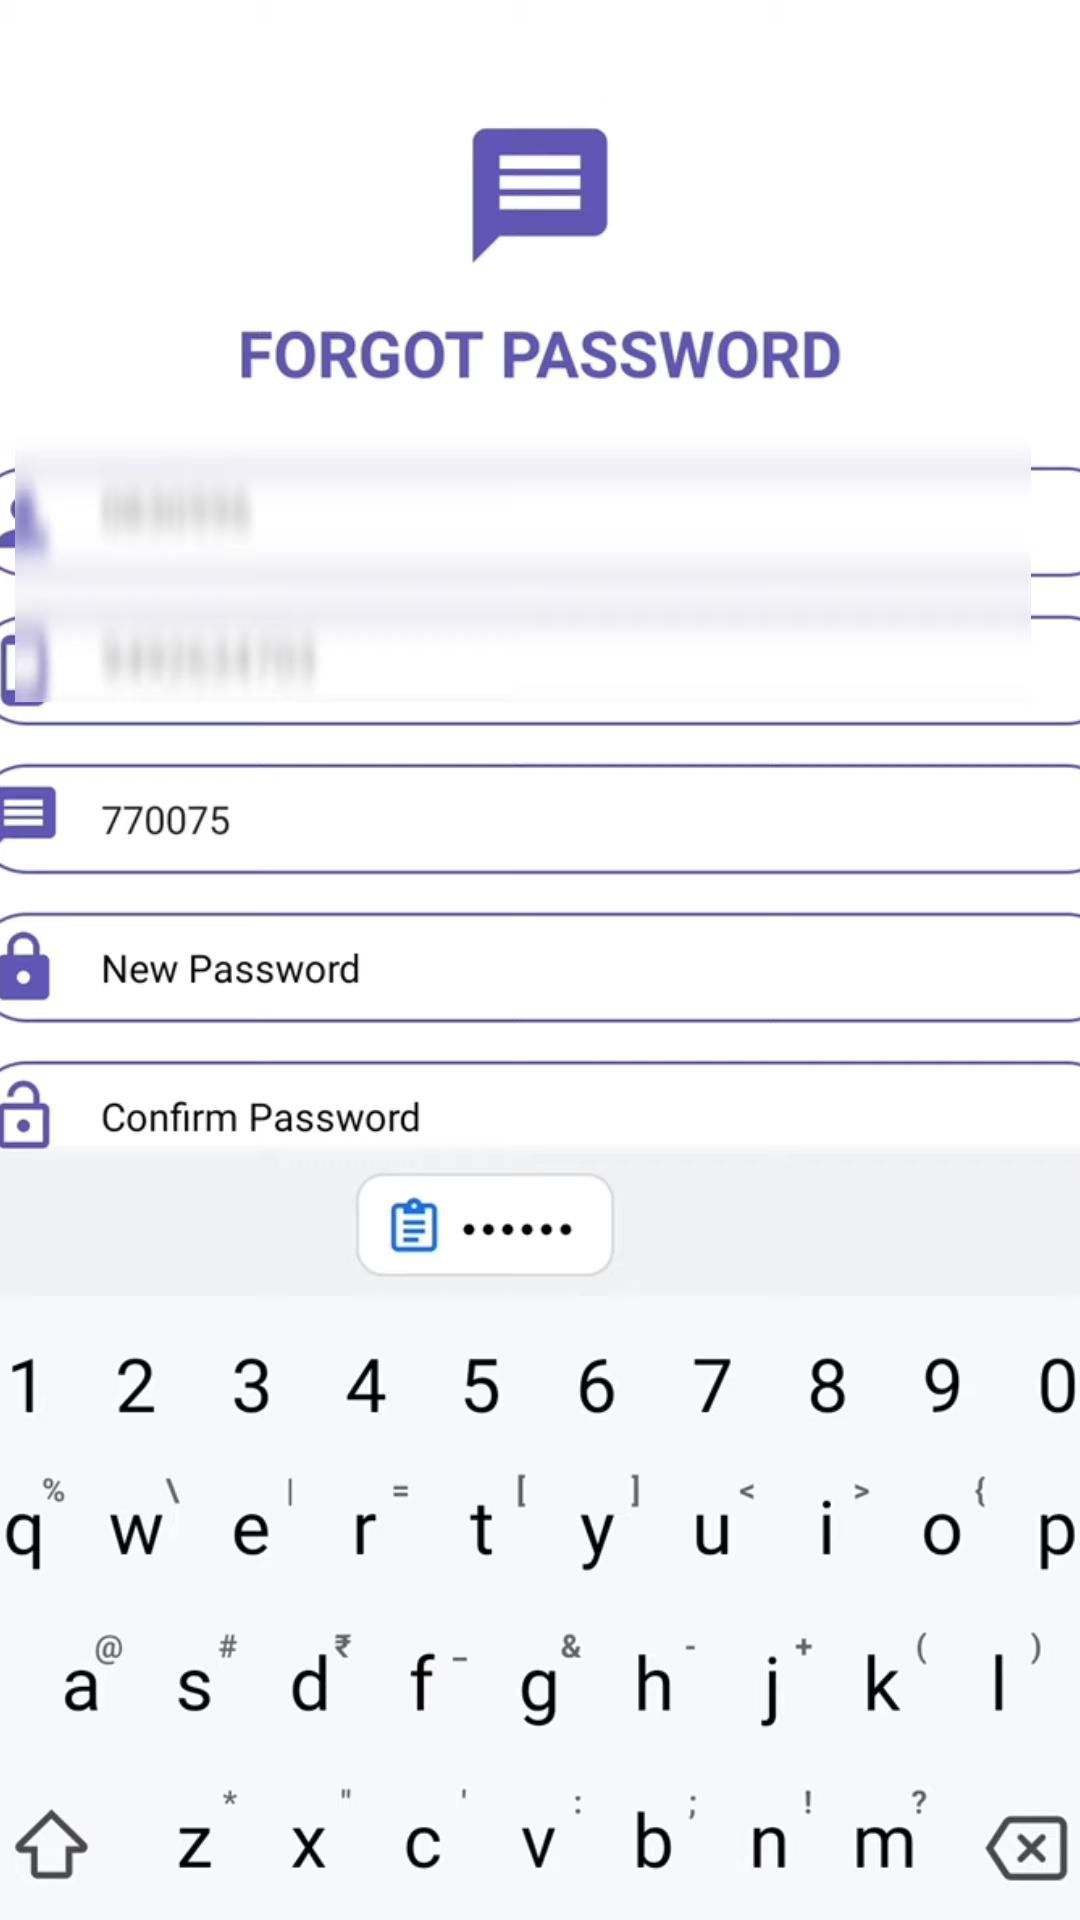 FORGOT PASSWORD
770075
New Password
Confirm Password
••••••
1 2 3 4 5 6 7 8 9 0
% \ | = [ ] < > {
q w e r t y u i o p
@ # ₹ _ & - + ( )
a s d f g h j k l
* " ' : ; ! ?
z x c v b n m